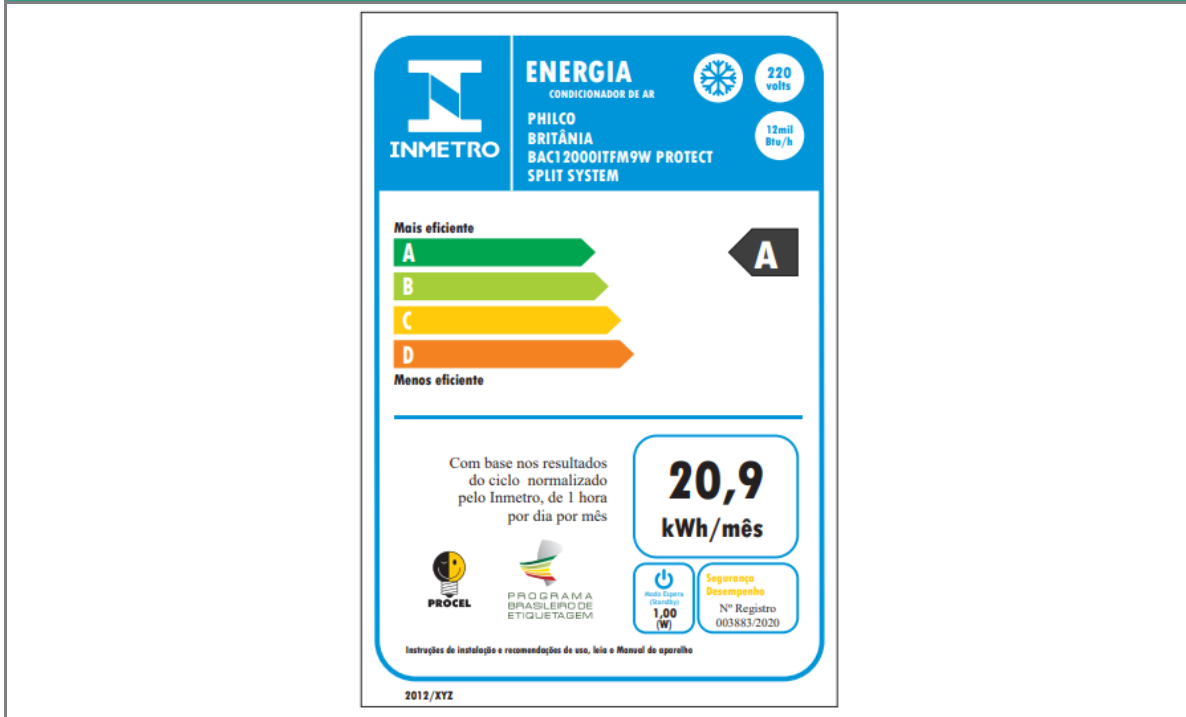 INMETRO
ENERGIA
CONDICIONADOR DE AR
220
volts
12mil
Btu/h
PHILCO
BRITÂNIA
BAC12000ITFM9W PROTECT
SPLIT SYSTEM
Mais eficiente
A
A
B
C
D
Menos eficiente
Com base nos resultados
do ciclo normalizado
pelo Inmetro, de 1 hora
por dia por mês
20,9
kWh/mês
PROCEL
PROGRAMA
BRASILEIRO DE
ETIQUETAGEM
Modo Espera
(Standby)
1,00
(W)
Segurança
Desempenho
Nº Registro
003883/2020
Instruções de instalação e recomendações de uso, leia o Manual do aparelho
2012/XYZ